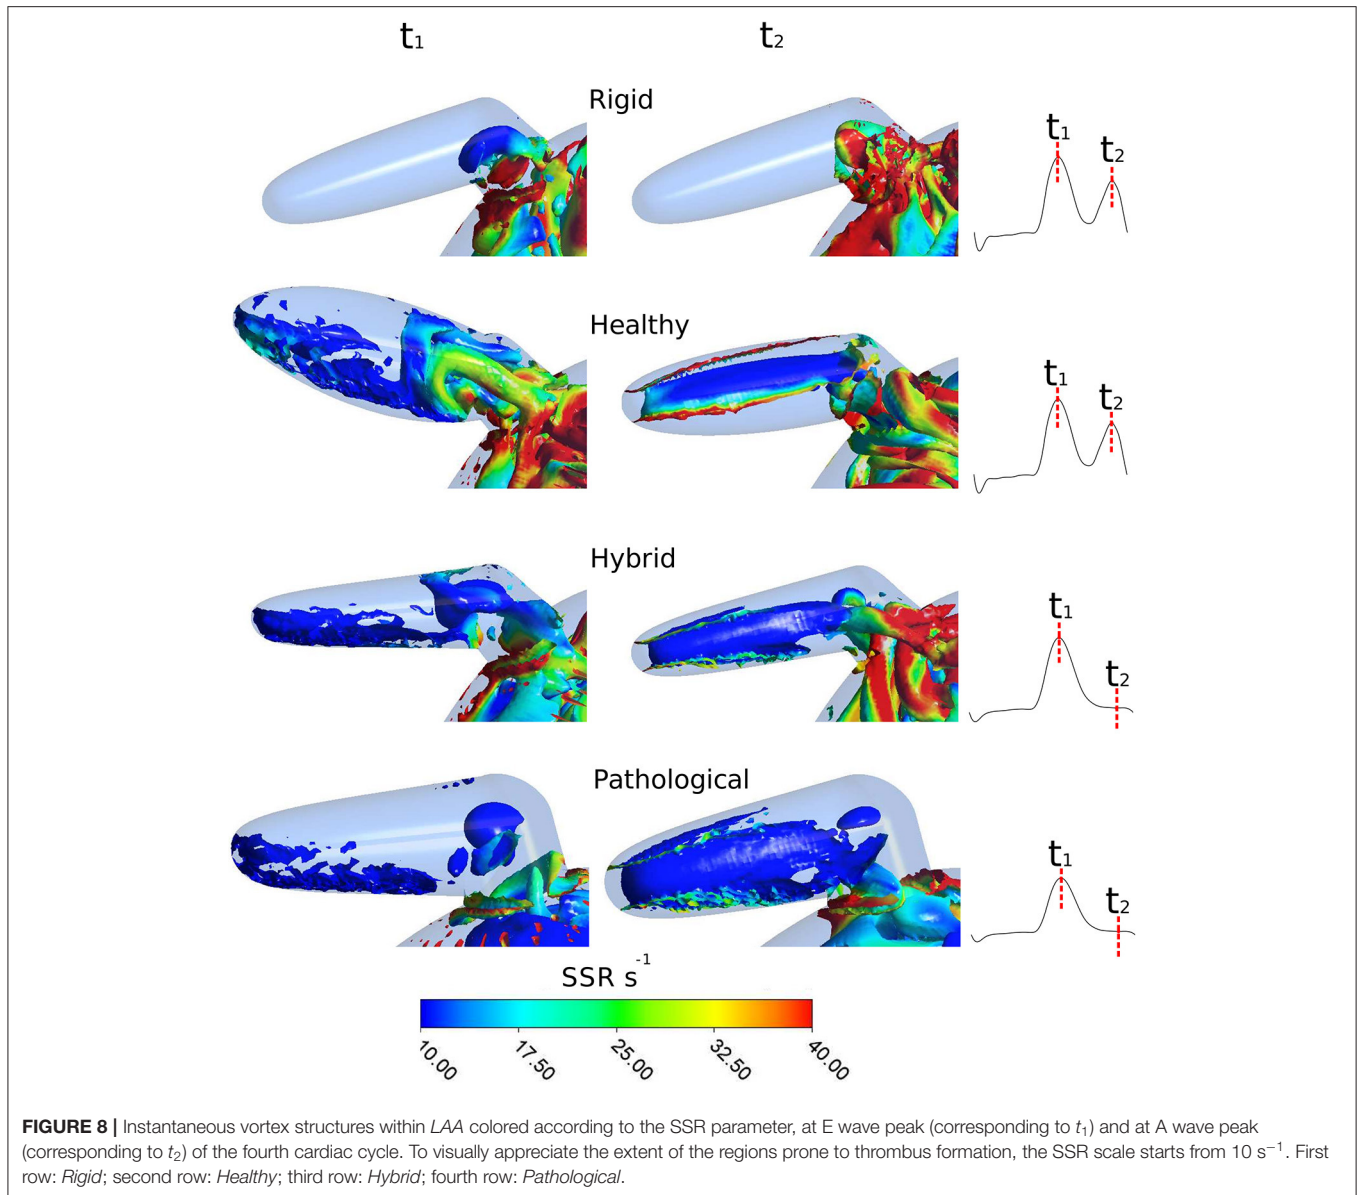 t1 t2
Rigid
t1
t2
Healthy
t1
t2
Hybrid
t1
t2
Pathological
t1
t2
SSR s-1
10.00 17.50 25.00 32.50 40.00
FIGURE 8 | Instantaneous vortex structures within LAA colored according to the SSR parameter, at E wave peak (corresponding to t1) and at A wave peak
(corresponding to t2) of the fourth cardiac cycle. To visually appreciate the extent of the regions prone to thrombus formation, the SSR scale starts from 10 s−1. First
row: Rigid; second row: Healthy; third row: Hybrid; fourth row: Pathological.